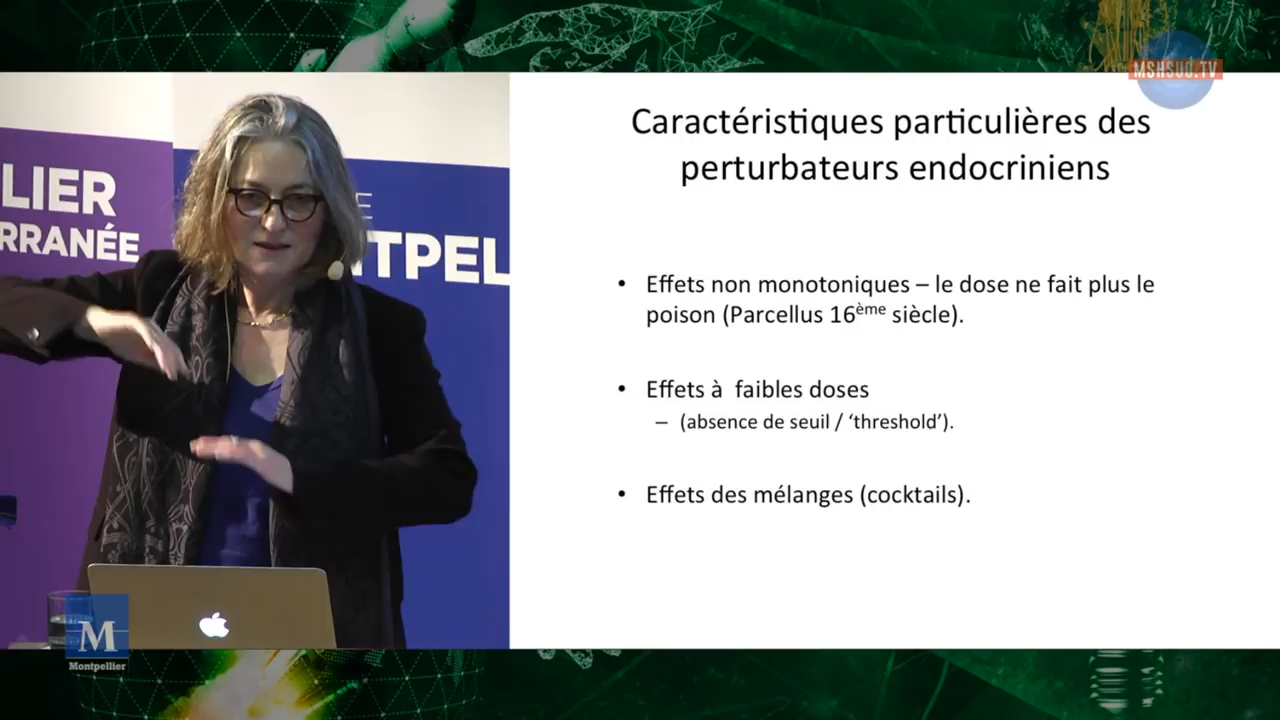 MSHSUD.TV
LIER
RRANÉE
E
TPEL
M
Montpellier
Caractéristiques particulières des
perturbateurs endocriniens
• Effets non monotoniques – le dose ne fait plus le
poison (Parcellus 16ème siècle).
• Effets à faibles doses
– (absence de seuil / ‘threshold’).
• Effets des mélanges (cocktails).